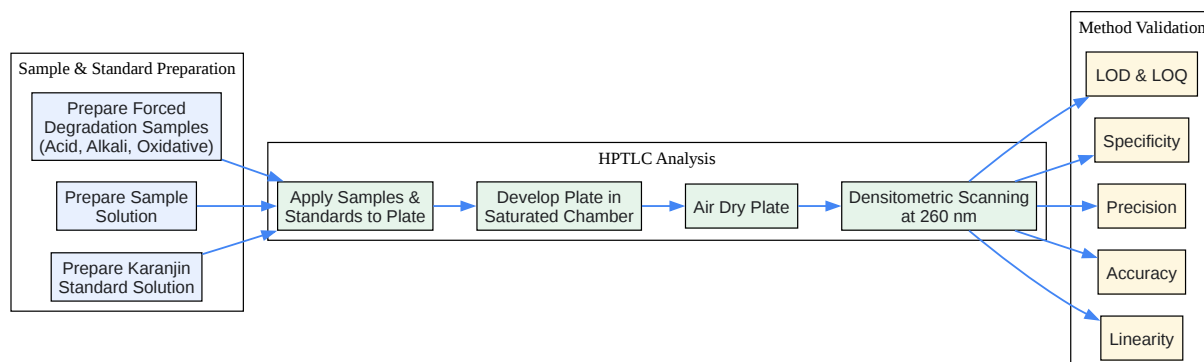 Sample & Standard Preparation
Prepare Forced
Degradation Samples
(Acid, Alkali, Oxidative)
Prepare Sample
Solution
Prepare Karanjin
Standard Solution
HPTLC Analysis
Apply Samples &
Standards to Plate
Develop Plate in
Saturated Chamber
Air Dry Plate
Densitometric Scanning
at 260 nm
Method Validation
LOD & LOQ
Specificity
Precision
Accuracy
Linearity